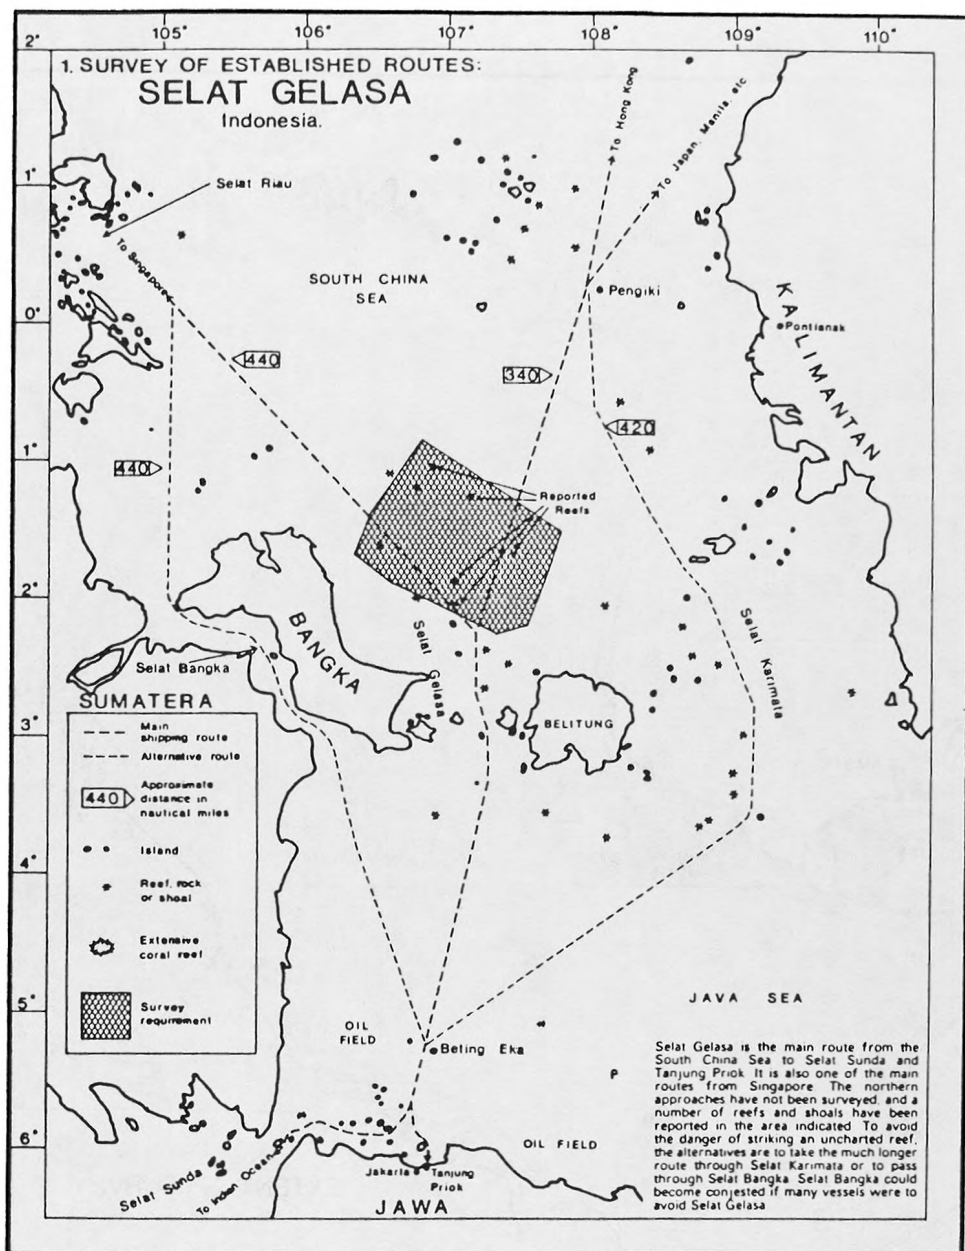 105° 106° 107° 108° 109° 110°
2°
1. SURVEY OF ESTABLISHED ROUTES:
SELAT GELASA
Indonesia.
To Hong Kong
To Japan, Manila, etc
1°
Selat Riau
To Singapore
SOUTH CHINA
SEA
Pengiki
0°
Pontianak
KALIMANTAN
440
340
420
440
1°
Reported
Reefs
2°
BANGKA
Selat Gelasa
Selat Karimata
Selat Bangka
SUMATERA
BELITUNG
3°
Main
shipping route
Alternative route
440
Approximate
distance in
nautical miles
Island
Reef, rock
or shoal
Extensive
coral reef
Survey
requirement
4°
5°
JAVA SEA
OIL
FIELD
Beting Eka
Selat Gelasa is the main route from the
South China Sea to Selat Sunda and
Tanjung Priok It is also one of the main
routes from Singapore. The northern
approaches have not been surveyed, and a
number of reefs and shoals have been
reported in the area indicated To avoid
the danger of striking an uncharted reef,
the alternatives are to take the much longer
route through Selat Karimata or to pass
through Selat Bangka Selat Bangka could
become conjested if many vessels were to
avoid Selat Gelasa
6°
OIL FIELD
Selat Sunda
To Indian Ocean
Jakarta
Tanjung
Priok
JAWA